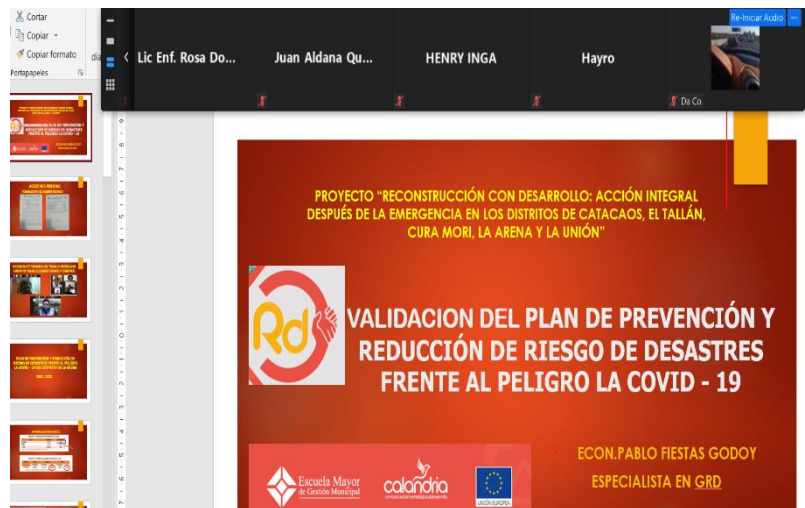 Cortar
Copiar
Copiar formato
Portapapeles
Lic Enf. Rosa Do...
Juan Aldana Qu...
HENRY INGA
Hayro
Da Co
Re-Iniciar Audio
PROYECTO “RECONSTRUCCIÓN CON DESARROLLO: ACCIÓN INTEGRAL
DESPUÉS DE LA EMERGENCIA EN LOS DISTRITOS DE CATACAOS, EL TALLÁN,
CURA MORI, LA ARENA Y LA UNIÓN”
Rd
VALIDACION DEL PLAN DE PREVENCIÓN Y
REDUCCIÓN DE RIESGO DE DESASTRES
FRENTE AL PELIGRO LA COVID - 19
ECON.PABLO FIESTAS GODOY
ESPECIALISTA EN GRD
Escuela Mayor
de Gestión Municipal
calandria
UNIÓN EUROPEA